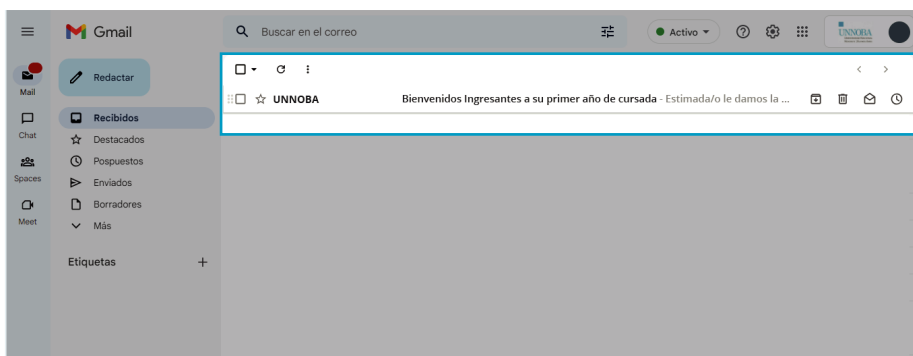 Gmail
Buscar en el correo
Activo
UNNOBA
Mail
Redactar
Recibidos
Chat
Destacados
Spaces
Pospuestos
Enviados
Meet
Borradores
Más
Etiquetas
UNNOBA Bienvenidos Ingresantes a su primer año de cursada - Estimada/o le damos la ...